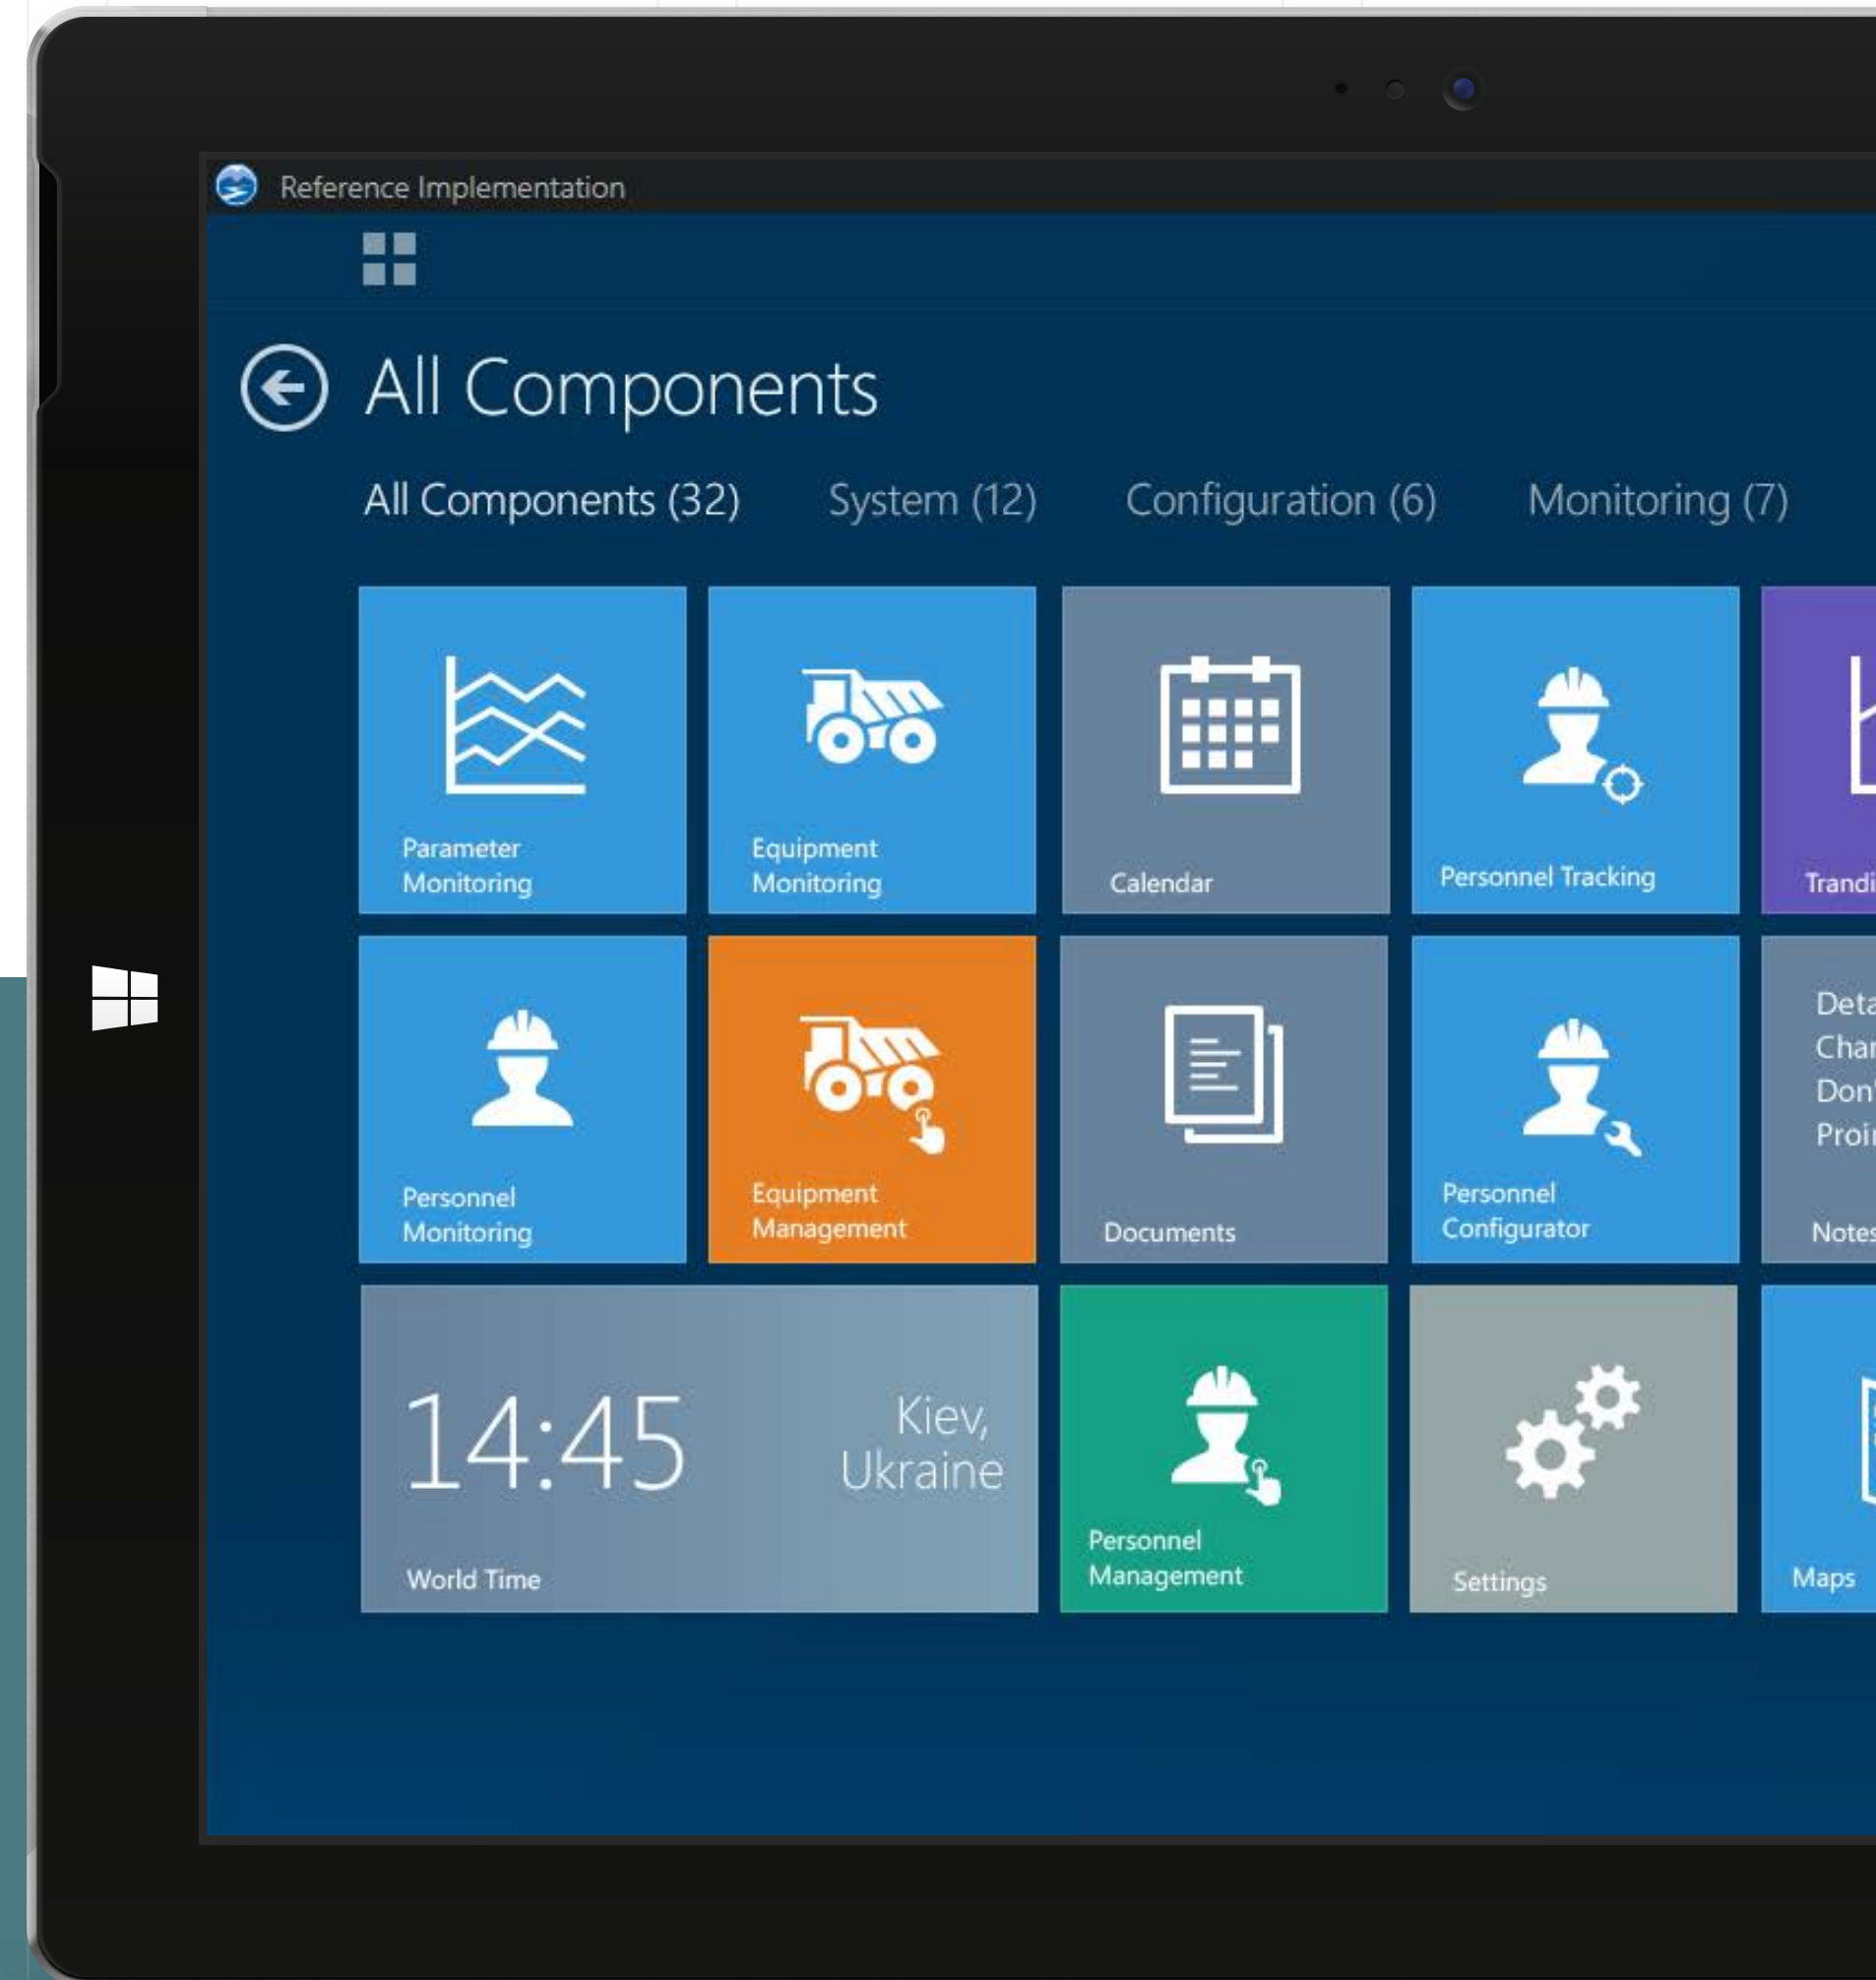 Reference Implementation
All Components
All Components (32)
System (12)
Configuration (6)
Monitoring (7)
Parameter
Monitoring
Equipment
Monitoring
Calendar
Personnel Tracking
Personnel
Monitoring
Equipment
Management
Documents
Personnel
Configurator
14:45
Kiev,
Ukraine
World Time
Personnel
Management
Settings
Maps